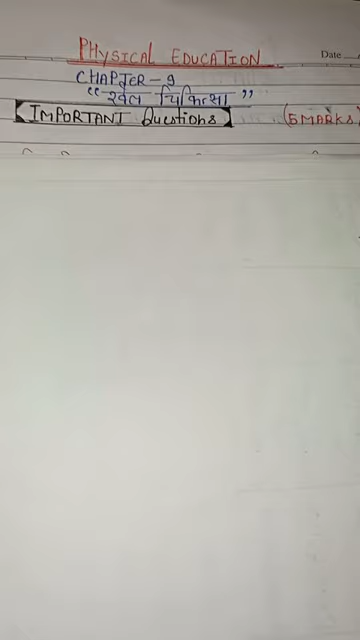 PHYSICAL EDUCATION
Date
CHAPTER - 9
“खेल चिकित्सा”
IMPORTANT Questions (5 MARKS)